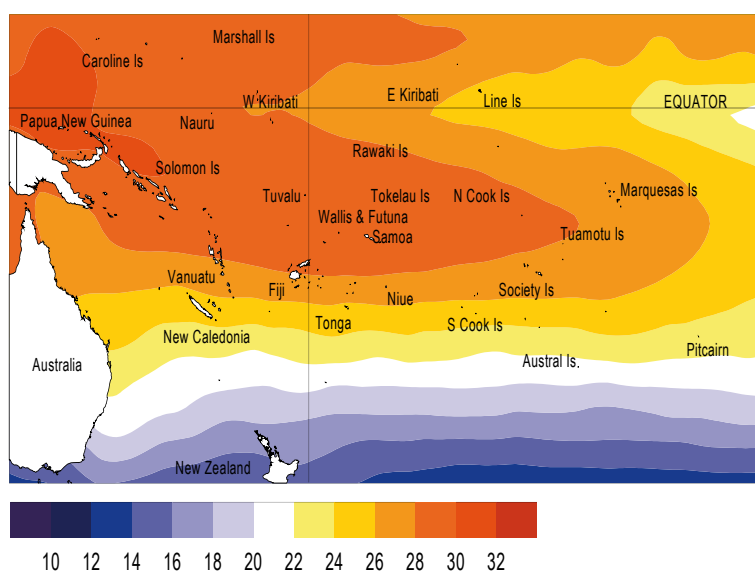 Marshall Is
Caroline Is
W Kiribati
E Kiribati
Line Is
EQUATOR
Papua New Guinea
Nauru
Rawaki Is
Solomon Is
Tuvalu
Tokelau Is
N Cook Is
Marquesas Is
Wallis & Futuna
Samoa
Tuamotu Is
Vanuatu
Fiji
Niue
Society Is
New Caledonia
Tonga
S Cook Is
Australia
Austral Is.
Pitcairn
New Zealand
10 12 14 16 18 20 22 24 26 28 30 32